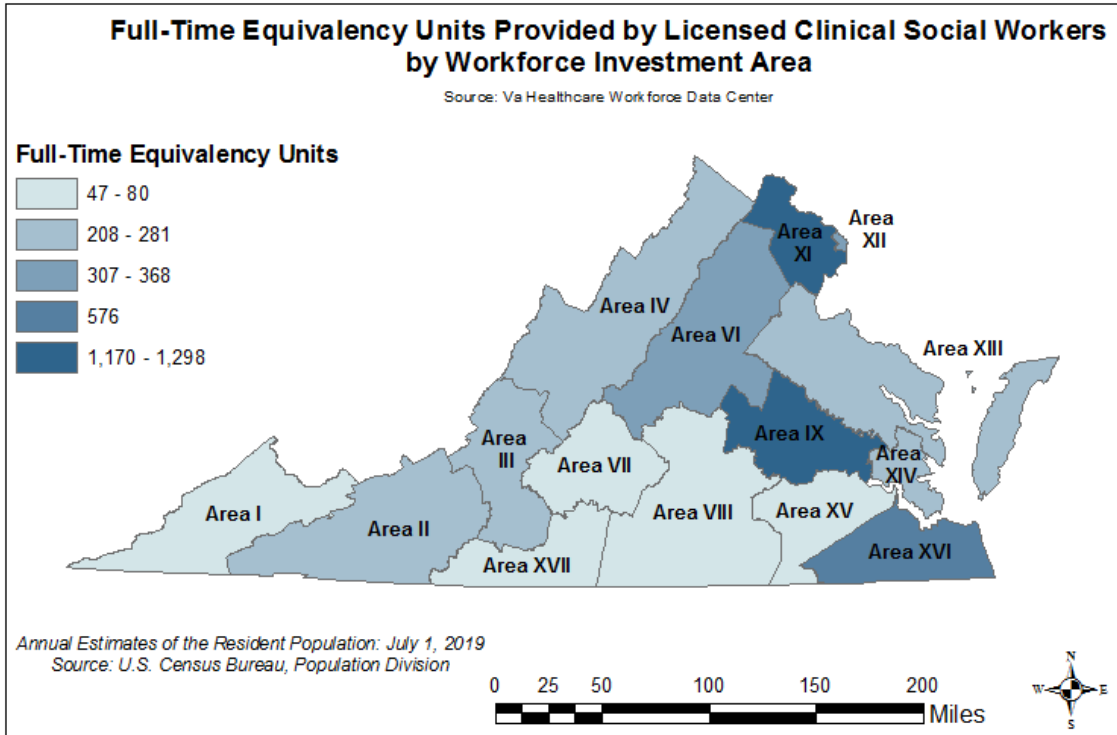 Full-Time Equivalency Units Provided by Licensed Clinical Social Workers
by Workforce Investment Area
Source: Va Healthcare Workforce Data Center
Full-Time Equivalency Units
47 - 80
208 - 281
307 - 368
576
1,170 - 1,298
Area
XII
Area
XI
Area IV
Area VI
Area XIII
Area
III
Area IX
Area VII
Area
XIV
Area I
Area VIII
Area XV
Area II
Area XVI
Area XVII
Annual Estimates of the Resident Population: July 1, 2019
Source: U.S. Census Bureau, Population Division
0 25 50 100 150 200
Miles
N
W E
S